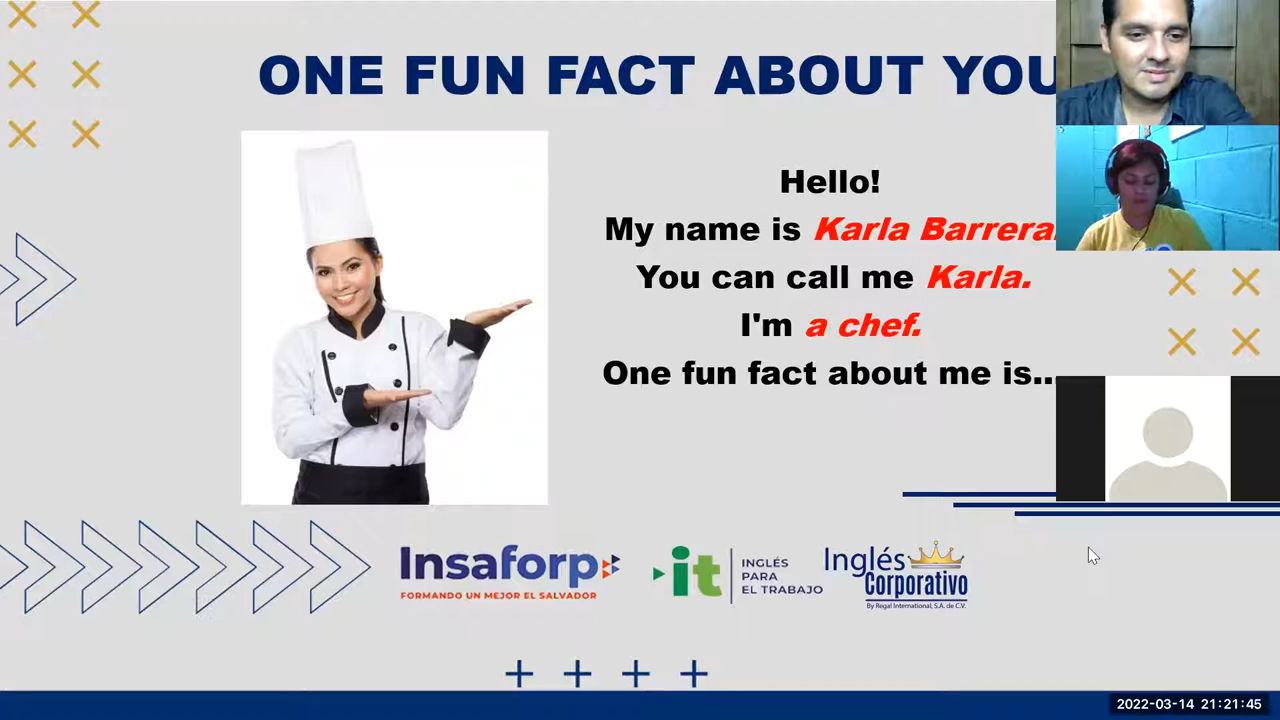 ONE FUN FACT ABOUT YOU
Hello!
My name is Karla Barrera.
You can call me Karla.
I'm a chef.
One fun fact about me is...
Insaforp
FORMANDO UN MEJOR EL SALVADOR
it
INGLÉS
PARA
EL TRABAJO
Inglés
Corporativo
By Regal International, S.A. de C.V.
2022-03-14 21:21:45